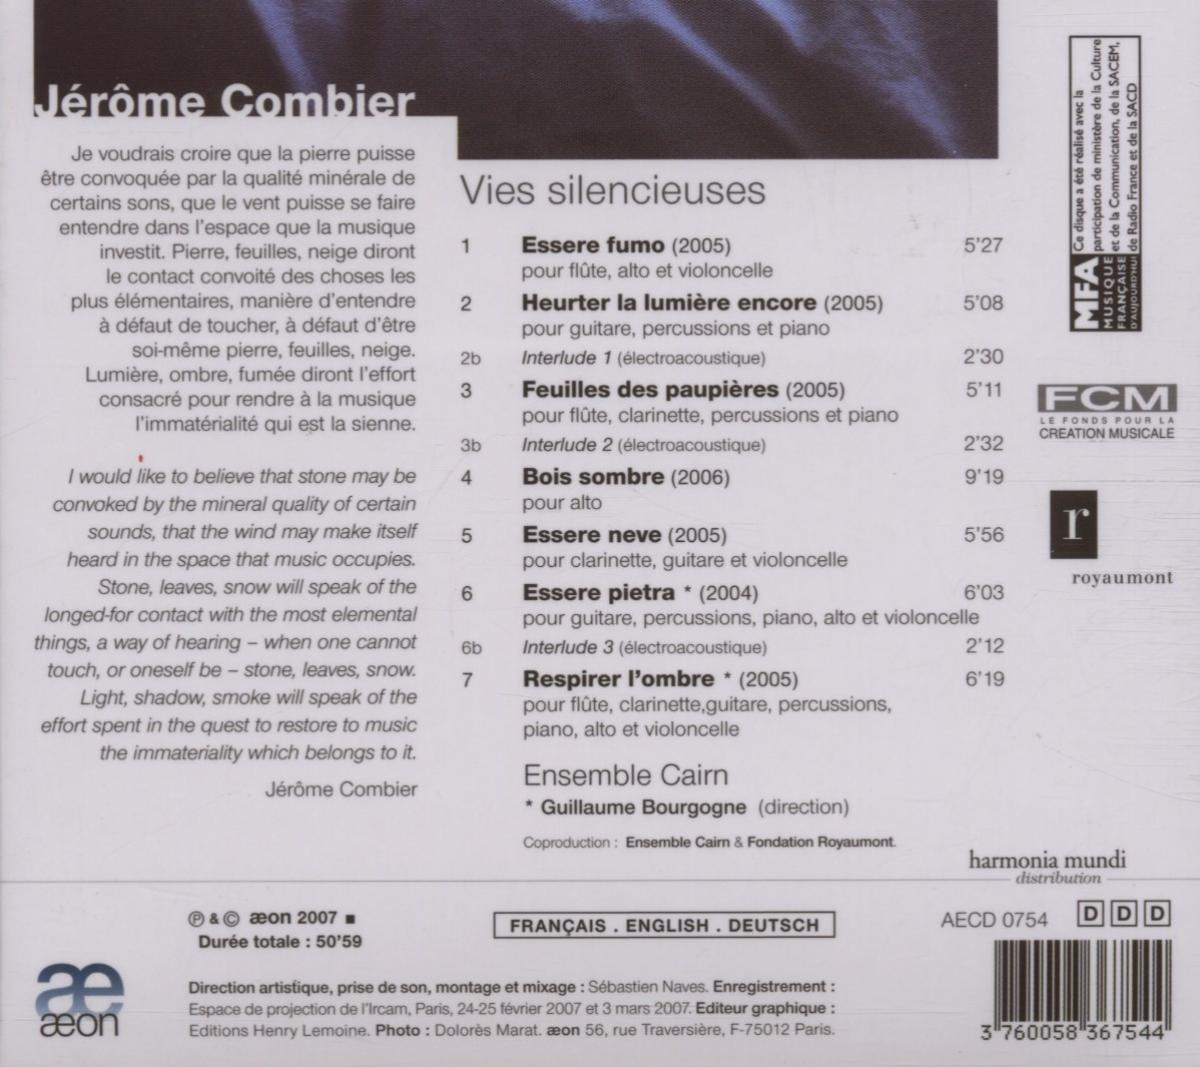 Jérôme Combier
Je voudrais croire que la pierre puisse
être convoquée par la qualité minérale de
certains sons, que le vent puisse se faire
entendre dans l'espace que la musique
investit. Pierre, feuilles, neige diront
le contact convoité des choses les
plus élémentaires, manière d'entendre
à défaut de toucher, à défaut d'être
soi-même pierre, feuilles, neige.
Lumière, ombre, fumée diront l'effort
consacré pour rendre à la musique
l'immatérialité qui est la sienne.
I would like to believe that stone may be
convoked by the mineral quality of certain
sounds, that the wind may make itself
heard in the space that music occupies.
Stone, leaves, snow will speak of the
longed-for contact with the most elemental
things, a way of hearing – when one cannot
touch, or oneself be – stone, leaves, snow.
Light, shadow, smoke will speak of the
effort spent in the quest to restore to music
the immateriality which belongs to it.
Jérôme Combier
Vies silencieuses
1 Essere fumo (2005) 5'27
pour flûte, alto et violoncelle
2 Heurter la lumière encore (2005) 5'08
pour guitare, percussions et piano
2b Interlude 1 (électroacoustique) 2'30
3 Feuilles des paupières (2005) 5'11
pour flûte, clarinette, percussions et piano
3b Interlude 2 (électroacoustique) 2'32
4 Bois sombre (2006) 9'19
pour alto
5 Essere neve (2005) 5'56
pour clarinette, guitare et violoncelle
6 Essere pietra * (2004) 6'03
pour guitare, percussions, piano, alto et violoncelle
6b Interlude 3 (électroacoustique) 2'12
7 Respirer l'ombre * (2005) 6'19
pour flûte, clarinette,guitare, percussions,
piano, alto et violoncelle
Ensemble Cairn
* Guillaume Bourgogne (direction)
Coproduction : Ensemble Cairn & Fondation Royaumont.
MFA
MUSIQUE
FRANÇAISE
D'AUJOURD'HUI
Ce disque a été réalisé avec la
participation de ministère de la Culture
et de la Communication, de la SACEM,
de Radio France et de la SACD
FCM
LE FONDS POUR LA
CREATION MUSICALE
r
royaumont
harmonia mundi
distribution
℗ & © æon 2007 ■
Durée totale : 50'59
FRANÇAIS . ENGLISH . DEUTSCH
AECD 0754 D D D
æ
æon
Direction artistique, prise de son, montage et mixage : Sébastien Naves. Enregistrement :
Espace de projection de l'Ircam, Paris, 24-25 février 2007 et 3 mars 2007. Editeur graphique :
Editions Henry Lemoine. Photo : Dolorès Marat. æon 56, rue Traversière, F-75012 Paris.
3 760058 367544